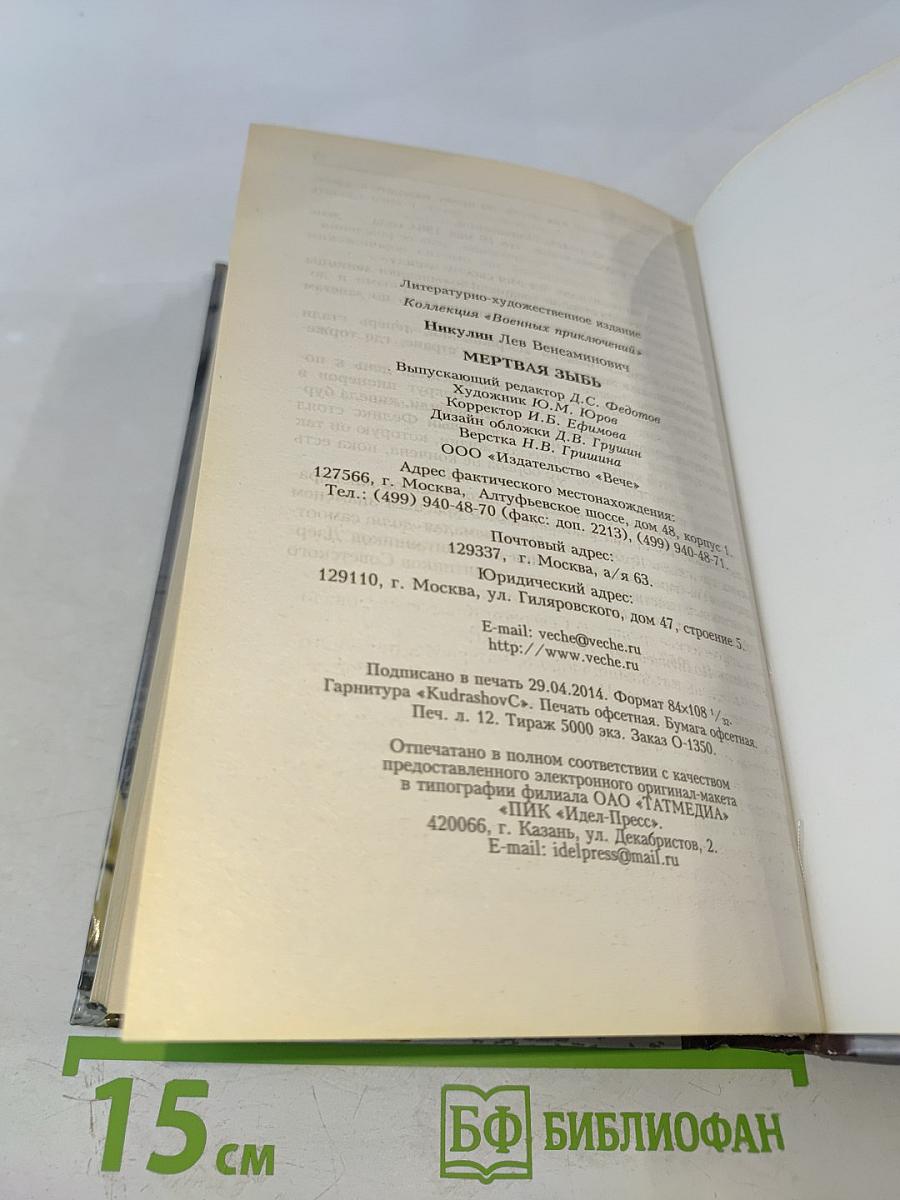 Литературно-художественное издание
Коллекция «Военных приключений»
Никулин Лев Вениаминович
МЕРТВАЯ ЗЫБЬ
Выпускающий редактор Д.С. Федотов
Художник Ю.М. Юров
Корректор И.Б. Ефимова
Дизайн обложки Д.В. Грушин
Верстка Н.В. Гришина
ООО «Издательство «Вече»
Адрес фактического местонахождения:
127566, г. Москва, Алтуфьевское шоссе, дом 48, корпус 1.
Тел.: (499) 940-48-70 (факс: доп. 2213), (499) 940-48-71.
Почтовый адрес:
129337, г. Москва, а/я 63.
Юридический адрес:
129110, г. Москва, ул. Гиляровского, дом 47, строение 5.
E-mail: veche@veche.ru
http://www.veche.ru
Подписано в печать 29.04.2014. Формат 84х108 1/32.
Гарнитура «KudrashovC». Печать офсетная. Бумага офсетная.
Печ. л. 12. Тираж 5000 экз. Заказ О-1350.
Отпечатано в полном соответствии с качеством
предоставленного электронного оригинал-макета
в типографии филиала ОАО «ТАТМЕДИА»
«ПИК «Идел-Пресс».
420066, г. Казань, ул. Декабристов, 2.
E-mail: idelpress@mail.ru
15 см
БФ БИБЛИОФАН